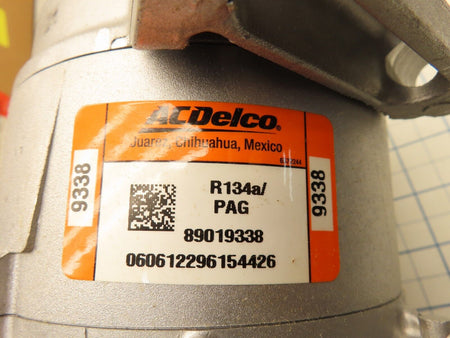 ACDelco®
Juarez, Chihuahua, Mexico
9338
R134a/
PAG
9338
89019338
060612296154426